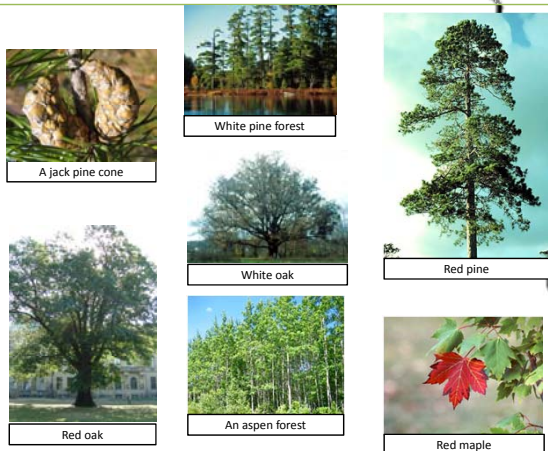 A jack pine cone
White pine forest
White oak
Red pine
Red oak
An aspen forest
Red maple